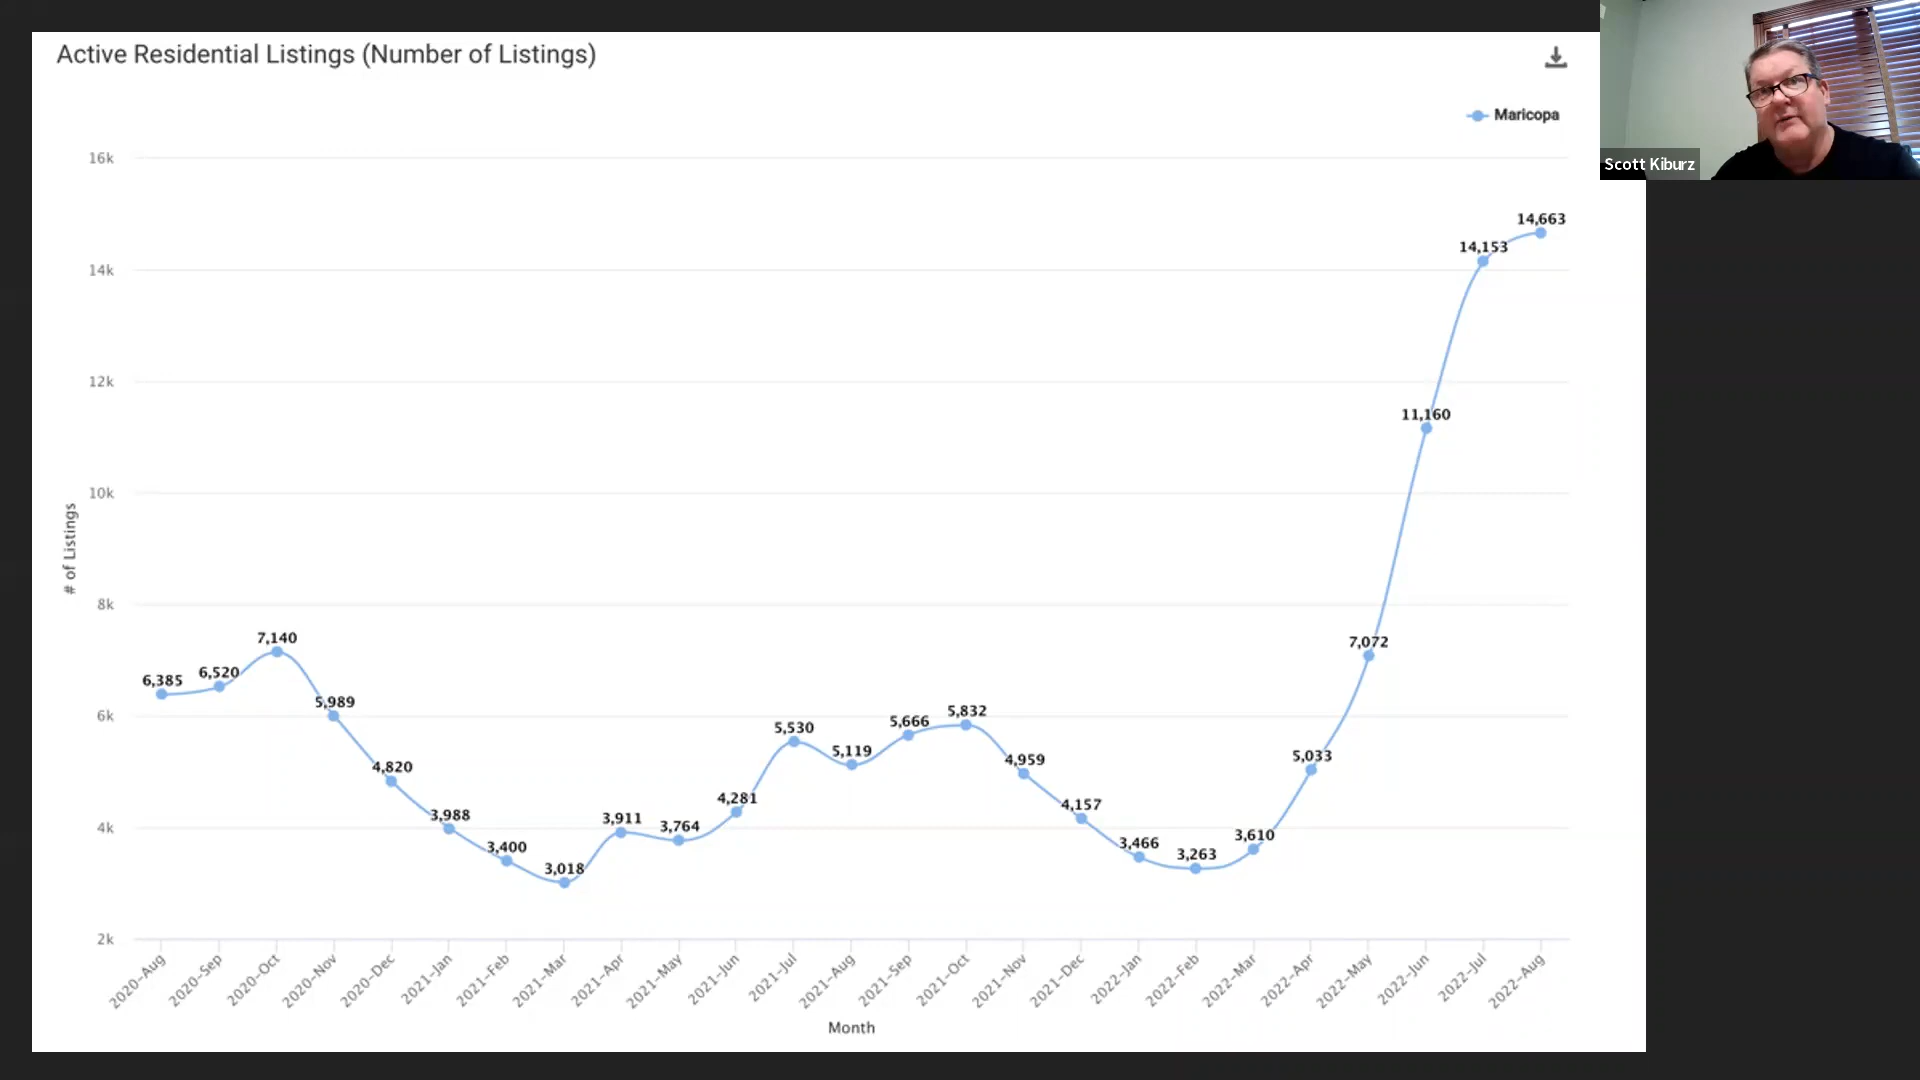 Active Residential Listings (Number of Listings)
Maricopa
Scott Kiburz
16k
14k
12k
10k
8k
6k
4k
2k
# of Listings
6,385
6,520
7,140
5,989
4,820
3,988
3,400
3,018
3,911
3,764
4,281
5,530
5,119
5,666
5,832
4,959
4,157
3,466
3,263
3,610
5,033
7,072
11,160
14,153
14,663
2020-Aug
2020-Sep
2020-Oct
2020-Nov
2020-Dec
2021-Jan
2021-Feb
2021-Mar
2021-Apr
2021-May
2021-Jun
2021-Jul
2021-Aug
2021-Sep
2021-Oct
2021-Nov
2021-Dec
2022-Jan
2022-Feb
2022-Mar
2022-Apr
2022-May
2022-Jun
2022-Jul
2022-Aug
Month